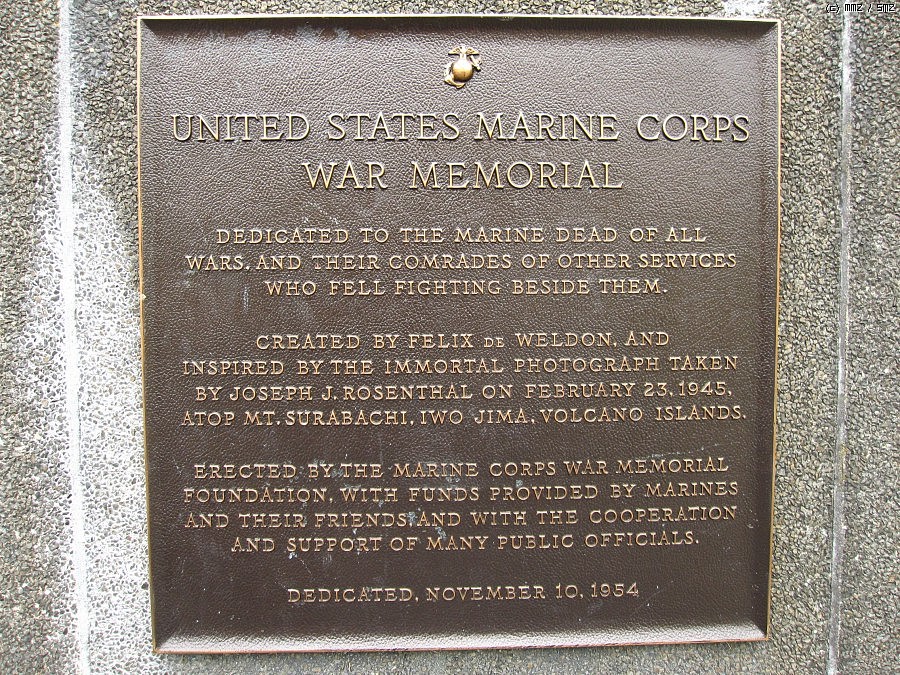 (c) MMZ / SMZ
UNITED STATES MARINE CORPS
WAR MEMORIAL
DEDICATED TO THE MARINE DEAD OF ALL
WARS, AND THEIR COMRADES OF OTHER SERVICES
WHO FELL FIGHTING BESIDE THEM.
CREATED BY FELIX DE WELDON, AND
INSPIRED BY THE IMMORTAL PHOTOGRAPH TAKEN
BY JOSEPH J. ROSENTHAL ON FEBRUARY 23, 1945,
ATOP MT. SURABACHI, IWO JIMA, VOLCANO ISLANDS.
ERECTED BY THE MARINE CORPS WAR MEMORIAL
FOUNDATION, WITH FUNDS PROVIDED BY MARINES
AND THEIR FRIENDS, AND WITH THE COOPERATION
AND SUPPORT OF MANY PUBLIC OFFICIALS.
DEDICATED, NOVEMBER 10, 1954